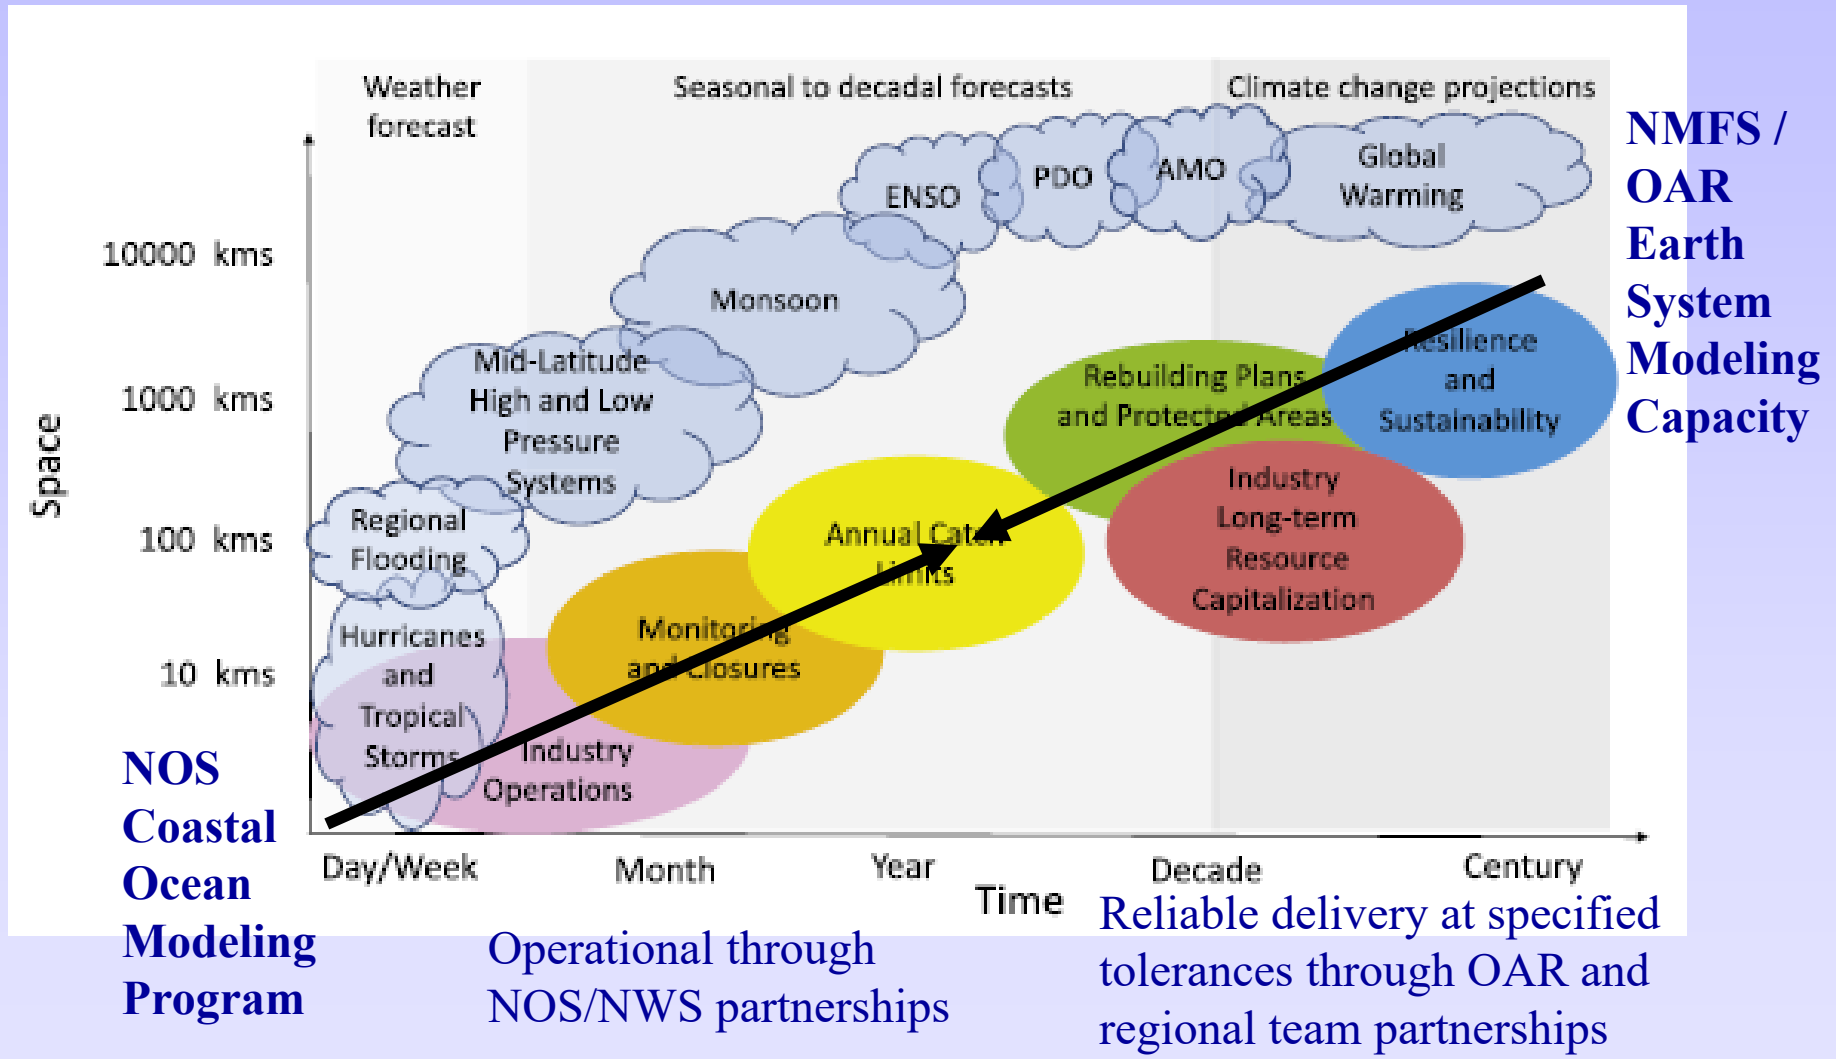 Weather
forecast
Seasonal to decadal forecasts
Climate change projections
NMFS /
OAR
Earth
System
Modeling
Capacity
Global
Warming
AMO
PDO
ENSO
10000 kms
Monsoon
Mid-Latitude
High and Low
Pressure
Systems
1000 kms
Space
Rebuilding Plans
and Protected Areas
Resilience
and
Sustainability
Industry
Long-term
Resource
Capitalization
Regional
Flooding
100 kms
Annual Catch
Limits
Hurricanes
and
Tropical
Storms
10 kms
Monitoring
and Closures
Industry
Operations
NOS
Coastal
Ocean
Modeling
Program
Day/Week
Month
Year
Decade
Century
Time
Operational through
NOS/NWS partnerships
Reliable delivery at specified
tolerances through OAR and
regional team partnerships